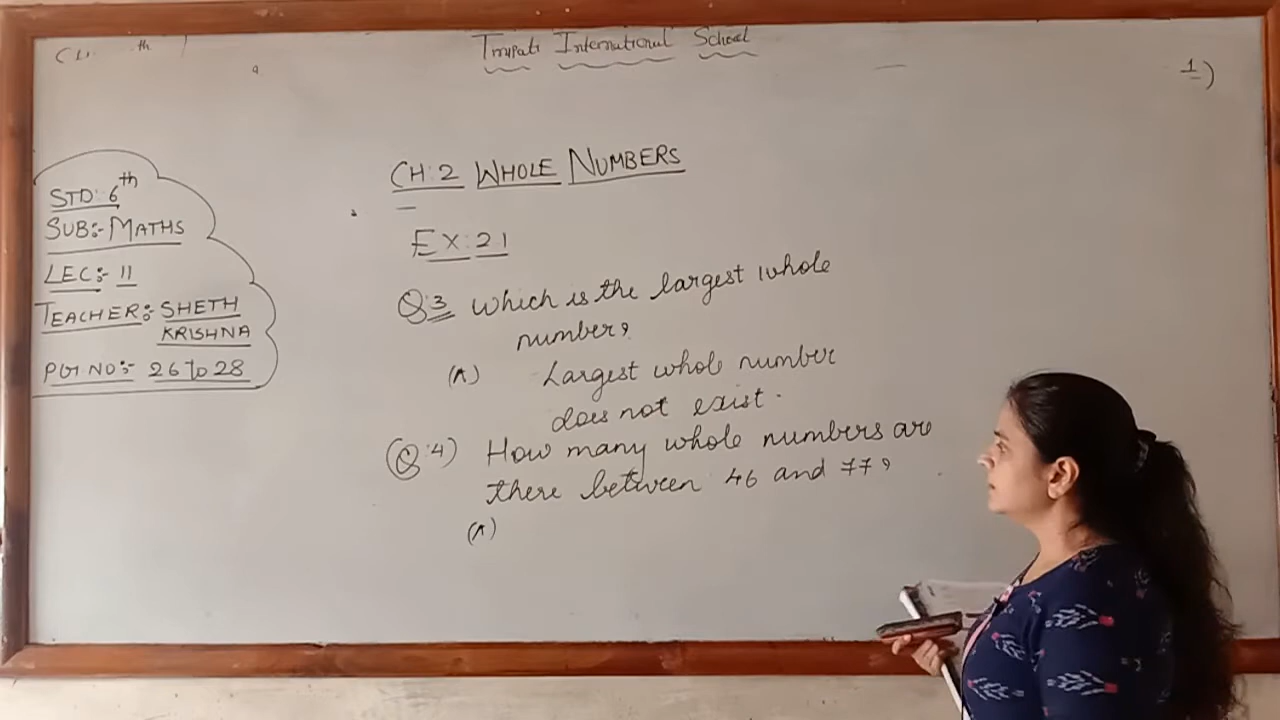 th
Tirupati International School
1)
STD: 6th
SUB:- MATHS
LEC:- 11
TEACHER:- SHETH
KRISHNA
PG NO:- 26 to 28
CH: 2 WHOLE NUMBERS
EX: 21
Q:3 which is the largest whole
number?
(A) Largest whole number
does not exist.
(Q:4) How many whole numbers are
there between 46 and 77?
(A)